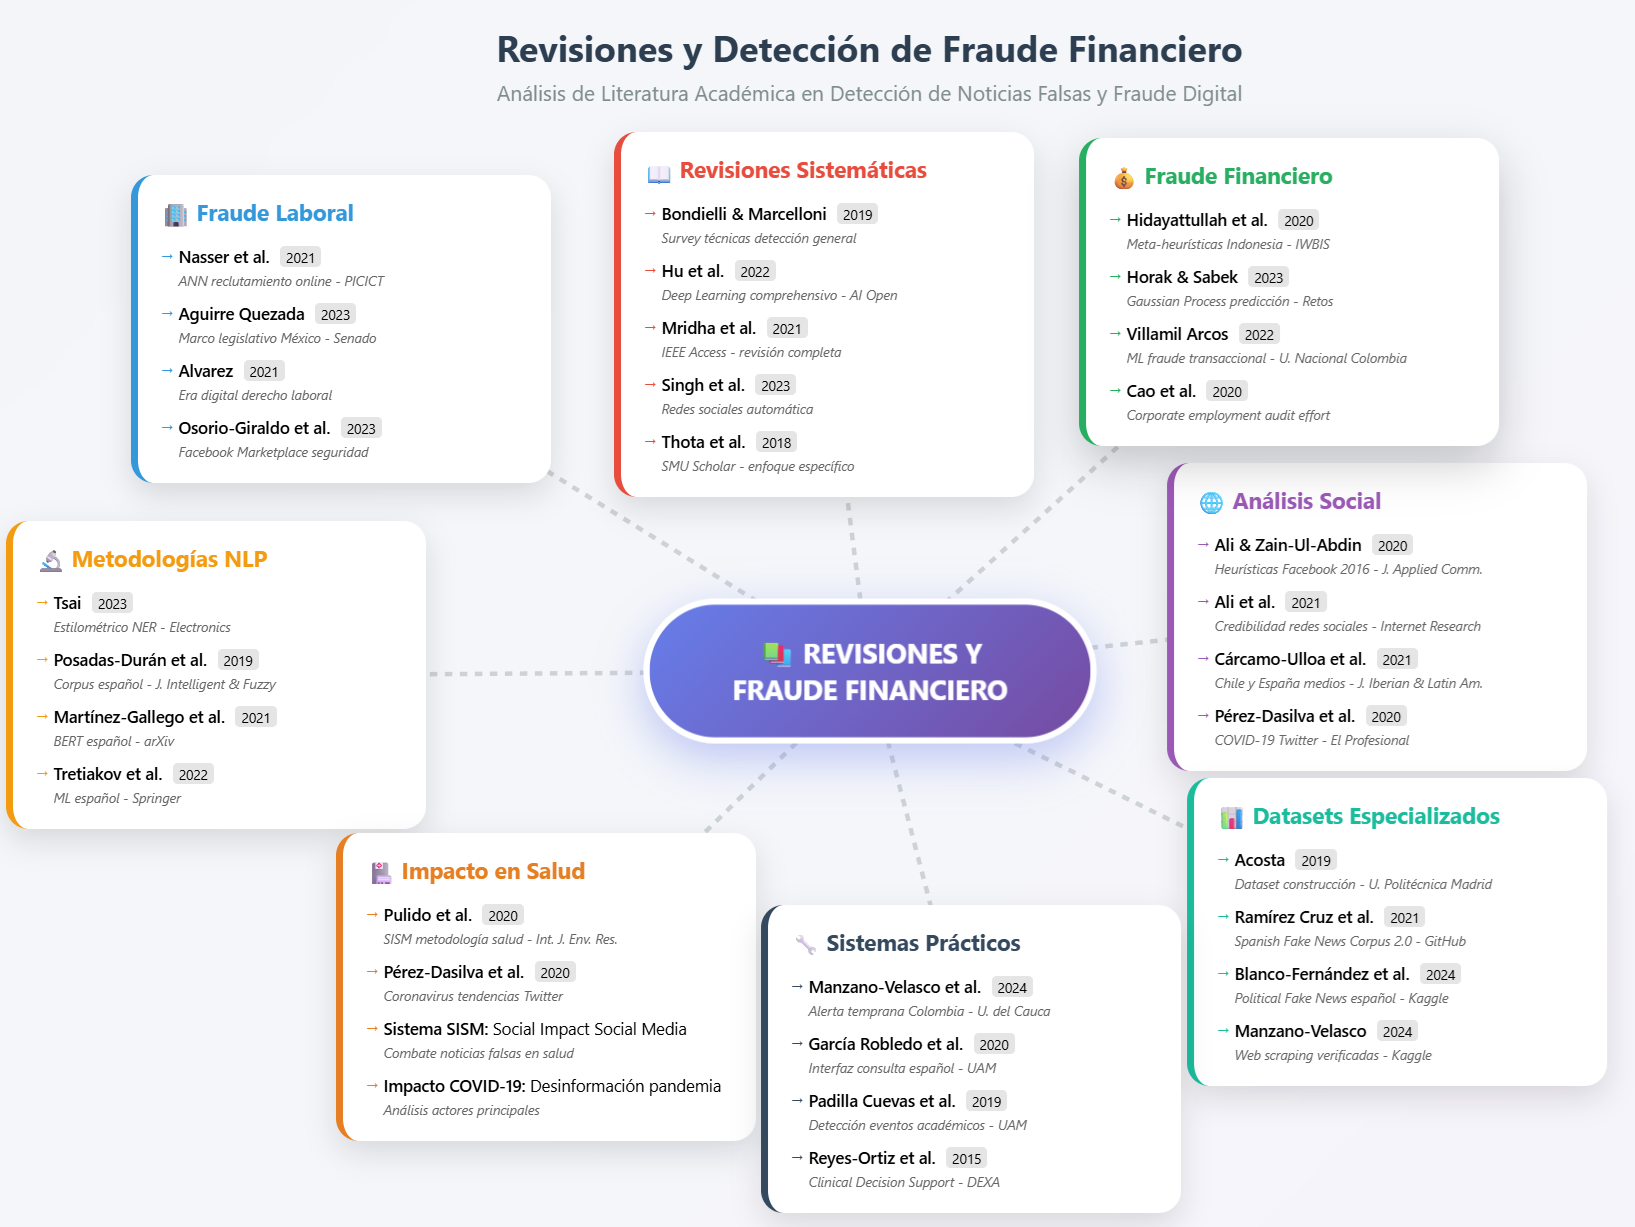 Revisiones y Detección de Fraude Financiero
Análisis de Literatura Académica en Detección de Noticias Falsas y Fraude Digital
Fraude Laboral
→ Nasser et al. 2021
ANN reclutamiento online - PICICT
→ Aguirre Quezada 2023
Marco legislativo México - Senado
→ Alvarez 2021
Era digital derecho laboral
→ Osorio-Giraldo et al. 2023
Facebook Marketplace seguridad
Revisiones Sistemáticas
→ Bondielli & Marcelloni 2019
Survey técnicas detección general
→ Hu et al. 2022
Deep Learning comprehensivo - AI Open
→ Mridha et al. 2021
IEEE Access - revisión completa
→ Singh et al. 2023
Redes sociales automática
→ Thota et al. 2018
SMU Scholar - enfoque específico
Fraude Financiero
→ Hidayattullah et al. 2020
Meta-heurísticas Indonesia - IWBIS
→ Horak & Sabek 2023
Gaussian Process predicción - Retos
→ Villamil Arcos 2022
ML fraude transaccional - U. Nacional Colombia
→ Cao et al. 2020
Corporate employment audit effort
Análisis Social
→ Ali & Zain-Ul-Abdin 2020
Heurísticas Facebook 2016 - J. Applied Comm.
→ Ali et al. 2021
Credibilidad redes sociales - Internet Research
→ Cárcamo-Ulloa et al. 2021
Chile y España medios - J. Iberian & Latin Am.
→ Pérez-Dasilva et al. 2020
COVID-19 Twitter - El Profesional
Metodologías NLP
→ Tsai 2023
Estilométrico NER - Electronics
→ Posadas-Durán et al. 2019
Corpus español - J. Intelligent & Fuzzy
→ Martínez-Gallego et al. 2021
BERT español - arXiv
→ Tretiakov et al. 2022
ML español - Springer
REVISIONES Y
FRAUDE FINANCIERO
Impacto en Salud
→ Pulido et al. 2020
SISM metodología salud - Int. J. Env. Res.
→ Pérez-Dasilva et al. 2020
Coronavirus tendencias Twitter
→ Sistema SISM: Social Impact Social Media
Combate noticias falsas en salud
→ Impacto COVID-19: Desinformación pandemia
Análisis actores principales
Sistemas Prácticos
→ Manzano-Velasco et al. 2024
Alerta temprana Colombia - U. del Cauca
→ García Robledo et al. 2020
Interfaz consulta español - UAM
→ Padilla Cuevas et al. 2019
Detección eventos académicos - UAM
→ Reyes-Ortiz et al. 2015
Clinical Decision Support - DEXA
Datasets Especializados
→ Acosta 2019
Dataset construcción - U. Politécnica Madrid
→ Ramírez Cruz et al. 2021
Spanish Fake News Corpus 2.0 - GitHub
→ Blanco-Fernández et al. 2024
Political Fake News español - Kaggle
→ Manzano-Velasco 2024
Web scraping verificadas - Kaggle